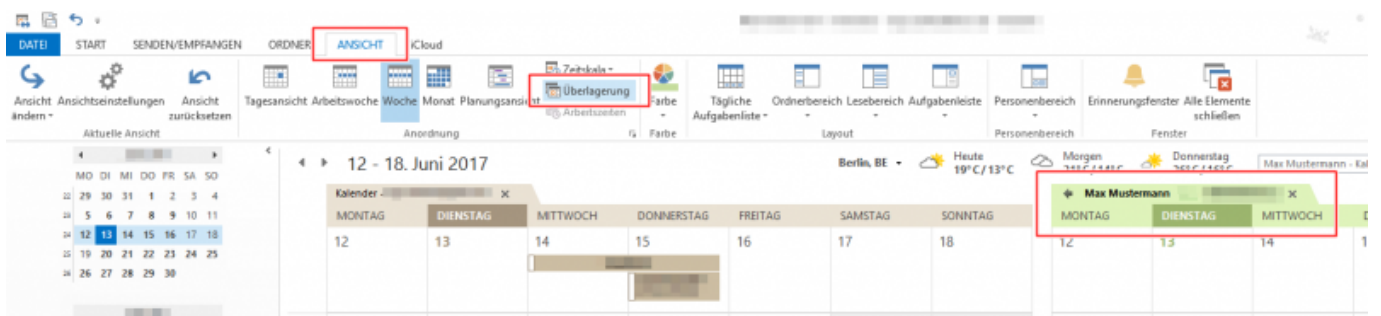 DATEI START SENDEN/EMPFANGEN ORDNER ANSICHT iCloud
Ansicht ändern
Ansichtseinstellungen
Ansicht zurücksetzen
Aktuelle Ansicht
Tagesansicht Arbeitswoche Woche Monat Planungsansicht
Zeitskala
Überlagerung
Arbeitszeiten
Anordnung
Farbe
Farbe
Tägliche Aufgabenliste
Ordnerbereich Lesebereich Aufgabenleiste
Layout
Personenbereich
Personenbereich
Erinnerungsfenster
Alle Elemente schließen
Fenster
MO DI MI DO FR SA SO
22 29 30 31 1 2 3 4
23 5 6 7 8 9 10 11
24 12 13 14 15 16 17 18
25 19 20 21 22 23 24 25
26 26 27 28 29 30
12 - 18. Juni 2017
Berlin, BE
Heute
19°C/13°C
Morgen
Donnerstag
Max Mustermann - Kal
Kalender -
MONTAG DIENSTAG MITTWOCH DONNERSTAG FREITAG SAMSTAG SONNTAG
12 13 14 15 16 17 18
Max Mustermann
MONTAG DIENSTAG MITTWOCH
12 13 14